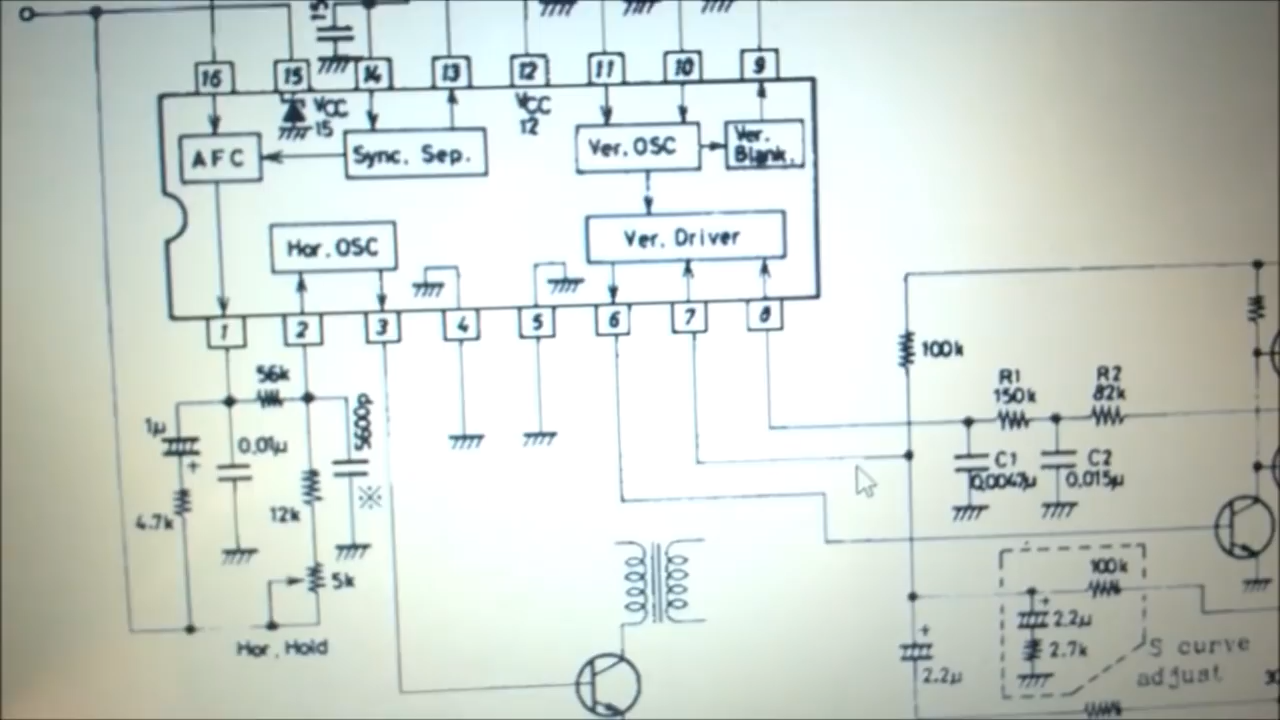 15
16
15
14
13
12
11
10
9
VCC
15
VCC
12
AFC
Sync. Sep.
Ver. OSC
Ver.
Blank.
Hor. OSC
Ver. Driver
1
2
3
4
5
6
7
8
56k
1μ
+
0,01μ
5600p
※
4.7k
12k
5k
Hor. Hold
100k
R1
150k
R2
82k
C1
0,0047μ
C2
0,015μ
100k
+
2.2μ
2.7k
+
2.2μ
S curve
adjust